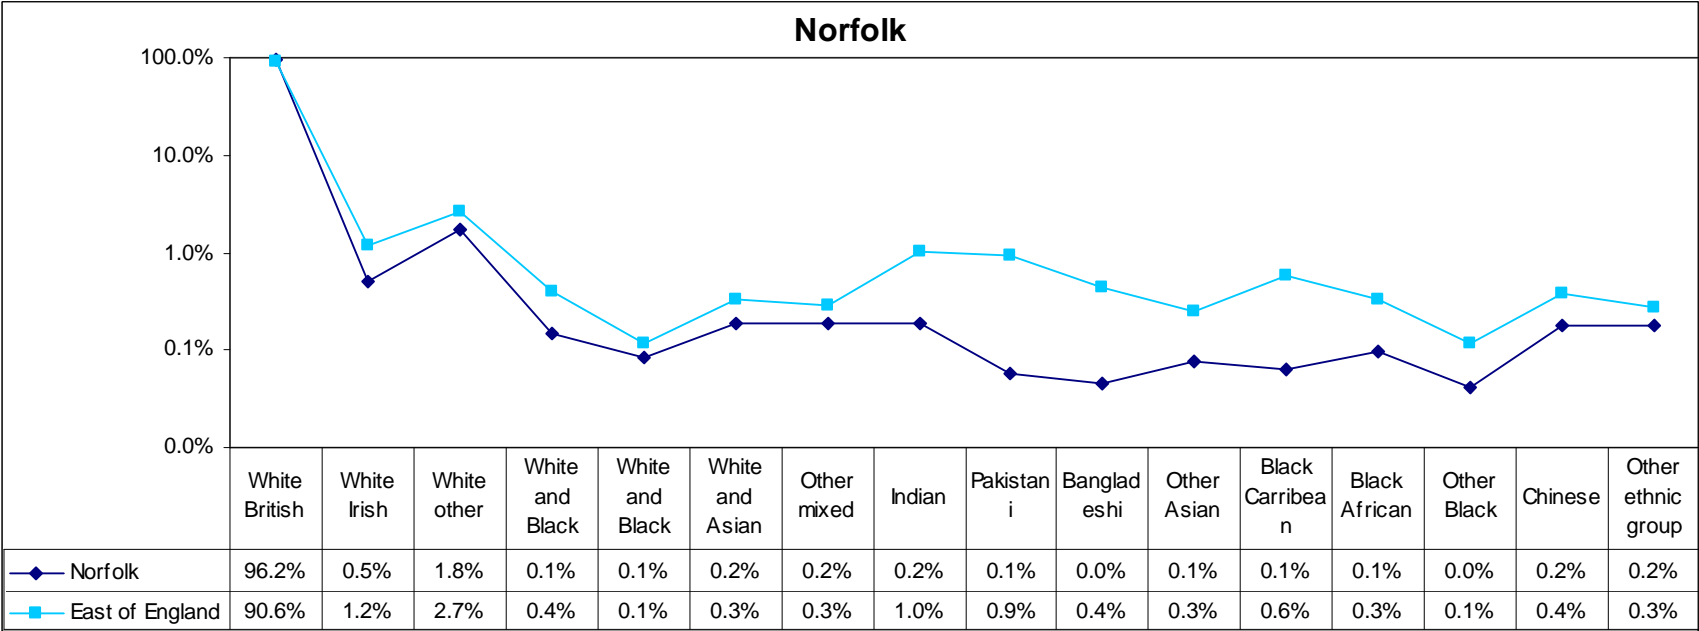 Norfolk
100.0%
10.0%
1.0%
0.1%
0.0%
White British
White Irish
White other
White and Black
White and Black
White and Asian
Other mixed
Indian
Pakistan i
Banglad eshi
Other Asian
Black Carribea n
Black African
Other Black
Chinese
Other ethnic group
Norfolk 96.2% 0.5% 1.8% 0.1% 0.1% 0.2% 0.2% 0.2% 0.1% 0.0% 0.1% 0.1% 0.1% 0.0% 0.2% 0.2%
East of England 90.6% 1.2% 2.7% 0.4% 0.1% 0.3% 0.3% 1.0% 0.9% 0.4% 0.3% 0.6% 0.3% 0.1% 0.4% 0.3%